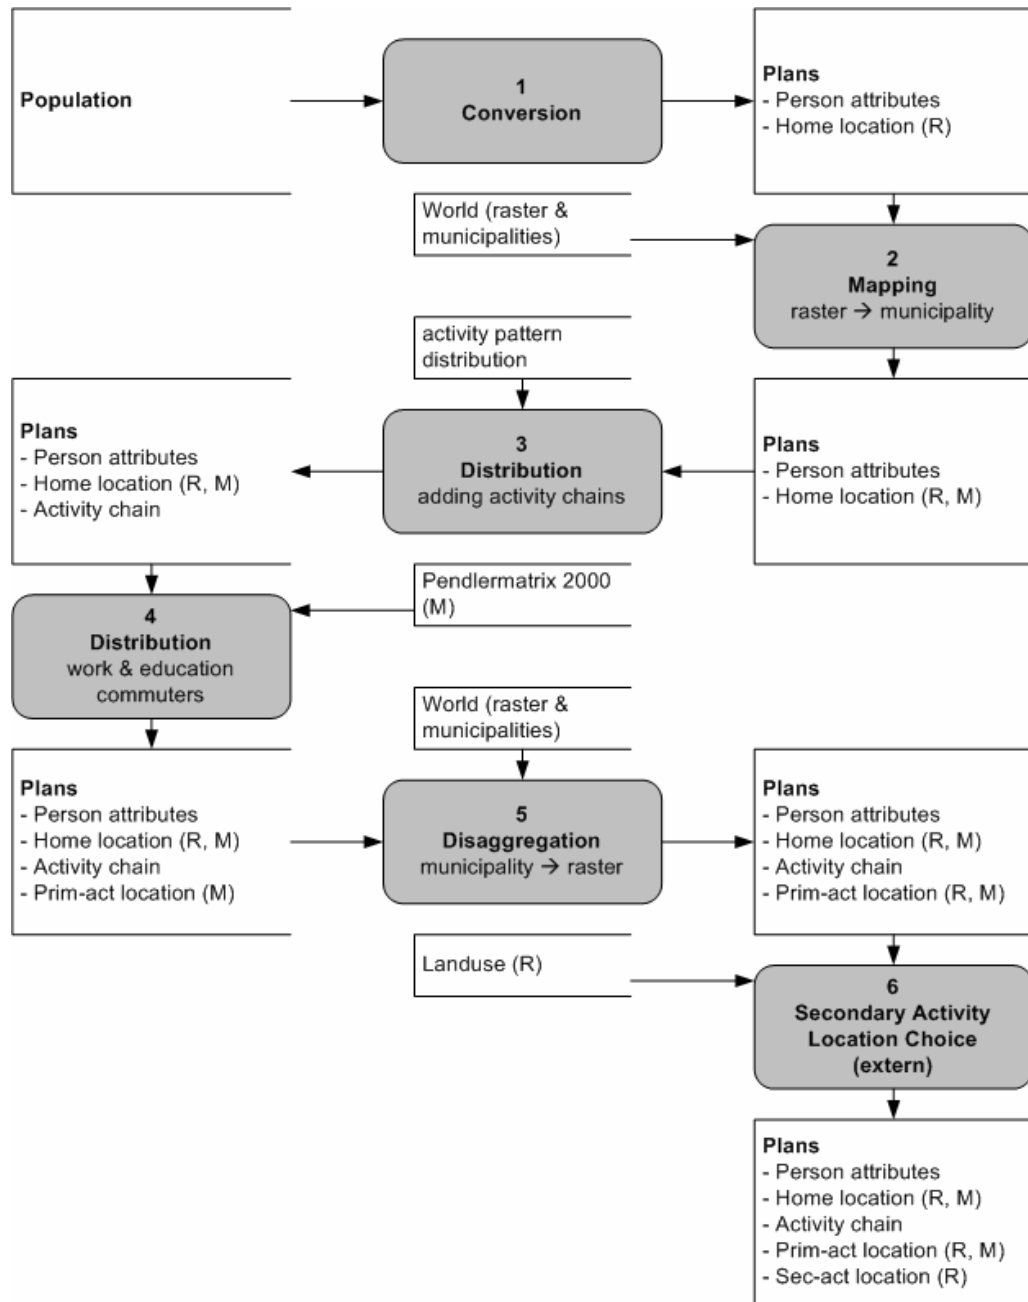 Population
1
Conversion
Plans
- Person attributes
- Home location (R)
World (raster &
municipalities)
2
Mapping
raster → municipality
activity pattern
distribution
Plans
- Person attributes
- Home location (R, M)
- Activity chain
3
Distribution
adding activity chains
Plans
- Person attributes
- Home location (R, M)
Pendlermatrix 2000
(M)
4
Distribution
work & education
commuters
World (raster &
municipalities)
Plans
- Person attributes
- Home location (R, M)
- Activity chain
- Prim-act location (M)
5
Disaggregation
municipality → raster
Plans
- Person attributes
- Home location (R, M)
- Activity chain
- Prim-act location (R, M)
Landuse (R)
6
Secondary Activity
Location Choice
(extern)
Plans
- Person attributes
- Home location (R, M)
- Activity chain
- Prim-act location (R, M)
- Sec-act location (R)